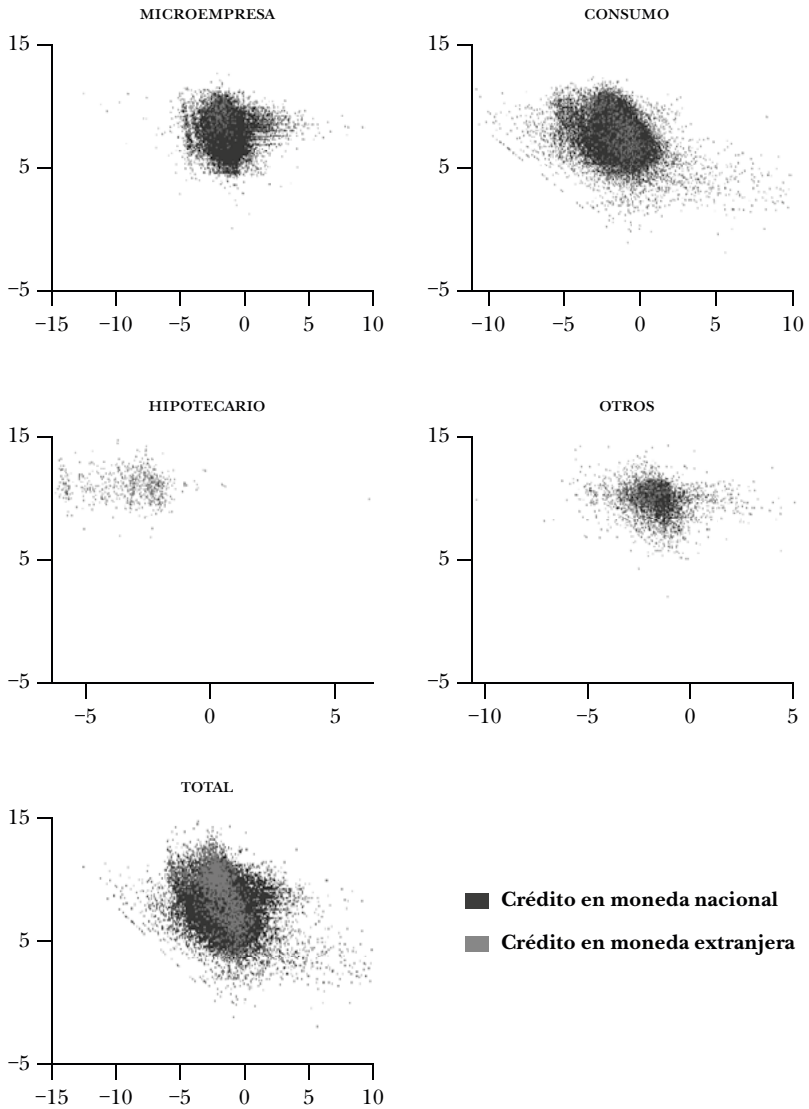 MICROEMPRESA
15
5
−5
−15 −10 −5 0 5 10
CONSUMO
15
5
−5
−10 −5 0 5 10
HIPOTECARIO
15
5
−5
−5 0 5
OTROS
15
5
−5
−10 −5 0 5
TOTAL
15
5
−5
−15 −10 −5 0 5 10
Crédito en moneda nacional
Crédito en moneda extranjera